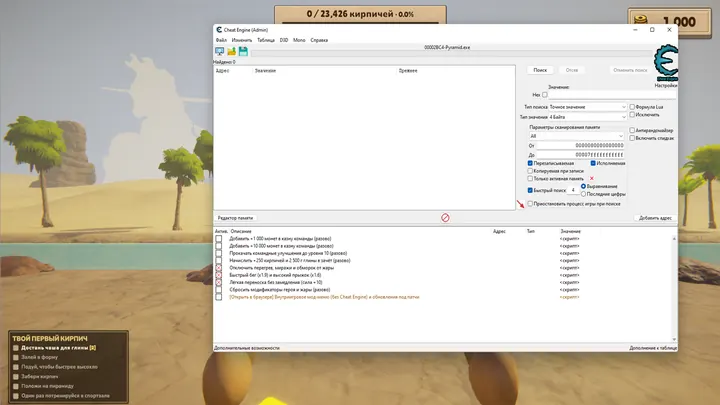 0 / 23,426 кирпичей · 0.0%
1 000
Cheat Engine (Admin)
Файл Изменить Таблица D3D Mono Справка
00002BC4-Pyramid.exe
Найдено: 0
Адрес Значение Прежнее
Поиск Отсев Отменить поиск
Настройки
Значение:
Hex
Тип поиска Точное значение
Формула Lua
Тип значения 4 Байта
Исключить
Параметры сканирования памяти
All
Антирандомайзер
Включить спидхак
От 0000000000000000
До 00007fffffffffff
Перезаписываемая Исполняемая
Копируемая при записи
Только активная память
Быстрый поиск 4 Выравнивание
Последние цифры
Приостановить процесс игры при поиске
Редактор памяти
Добавить адрес
Актив. Описание Адрес Тип Значение
Добавить +1 000 монет в казну команды (разово) <скрипт>
Добавить +10 000 монет в казну команды (разово) <скрипт>
Прокачать командные улучшения до уровня 10 (разово) <скрипт>
Начислить +250 кирпичей и 2 500 г глины в зачёт (разово) <скрипт>
Отключить перегрев, миражи и обморок от жары <скрипт>
Быстрый бег (x1.9) и высокий прыжок (x1.6) <скрипт>
Легкая переноска без замедления (сила +10) <скрипт>
Сбросить модификаторы героя и жары (разово) <скрипт>
[Открыть в браузере] Внутриигровое мод-меню (без Cheat Engine) и обновление под патчи <скрипт>
Дополнительные возможности
Дополнение к таблице
ТВОЙ ПЕРВЫЙ КИРПИЧ
Достань чашу для глины [2]
Залей в форму
Подуй, чтобы быстрее высохло
Забери кирпич
Положи на пирамиду
Один раз потренируйся в спортзале